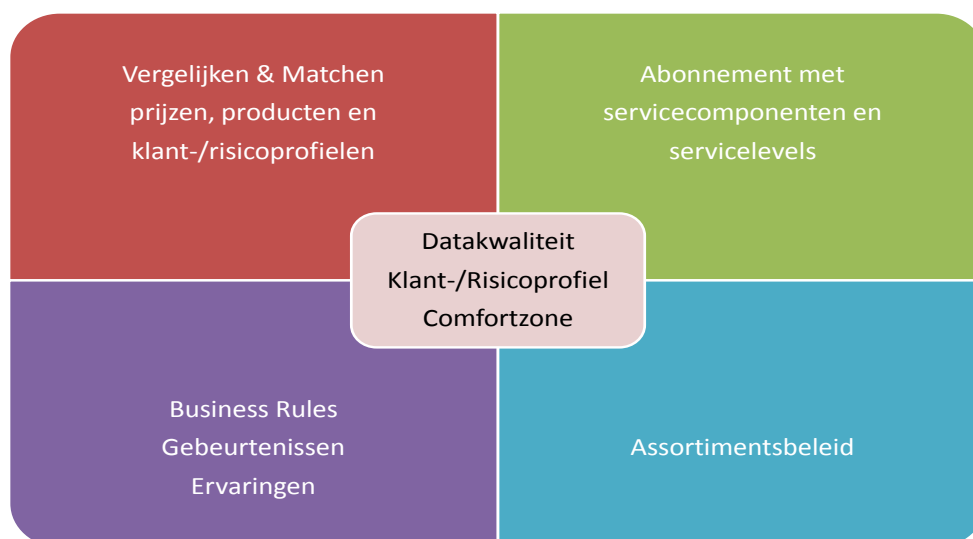 Vergelijken & Matchen
prijzen, producten en
klant-/risicoprofielen
Abonnement met
servicecomponenten en
servicelevels
Datakwaliteit
Klant-/Risicoprofiel
Comfortzone
Business Rules
Gebeurtenissen
Ervaringen
Assortimentsbeleid